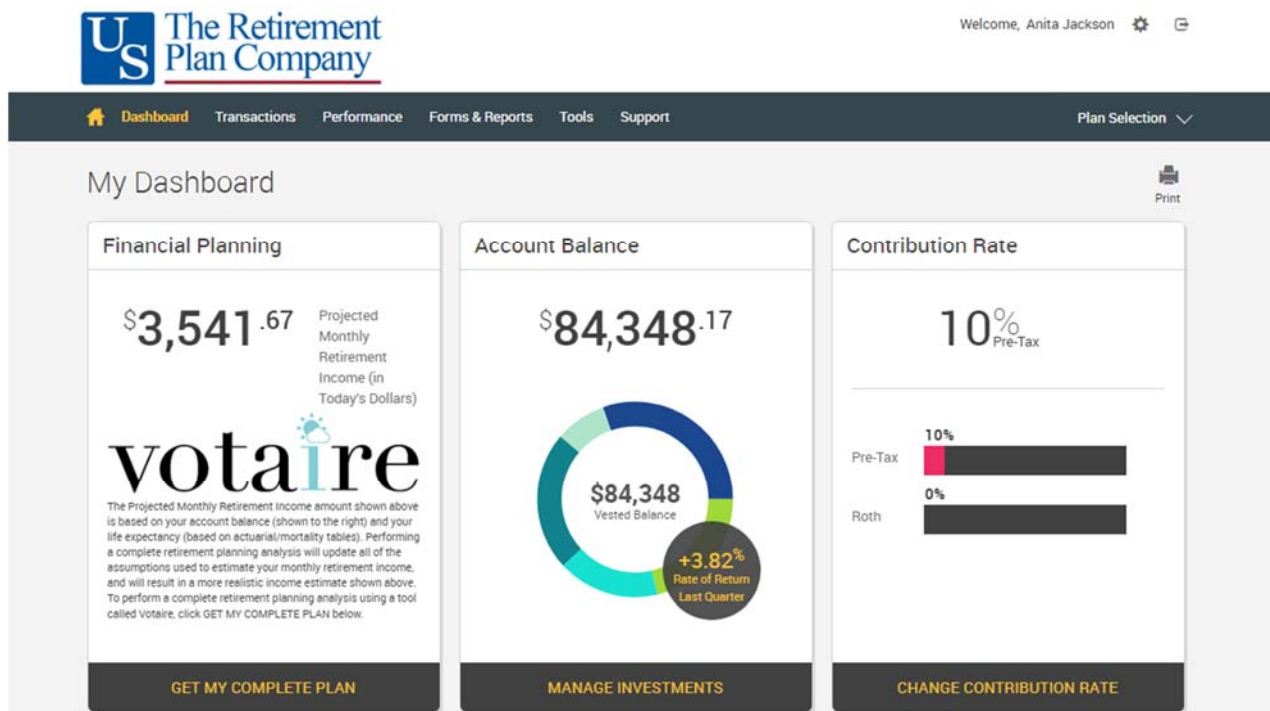 US The Retirement
Plan Company
Welcome, Anita Jackson
Dashboard Transactions Performance Forms & Reports Tools Support Plan Selection
My Dashboard
Print
Financial Planning
$3,541.67
Projected
Monthly
Retirement
Income (in
Today's Dollars)
votaire
The Projected Monthly Retirement Income amount shown above
is based on your account balance (shown to the right) and your
life expectancy (based on actuarial/mortality tables). Performing
a complete retirement planning analysis will update all of the
assumptions used to estimate your monthly retirement income,
and will result in a more realistic income estimate shown above.
To perform a complete retirement planning analysis using a tool
called Votaire, click GET MY COMPLETE PLAN below.
GET MY COMPLETE PLAN
Account Balance
$84,348.17
$84,348
Vested Balance
+3.82%
Rate of Return
Last Quarter
MANAGE INVESTMENTS
Contribution Rate
10%
Pre-Tax
10%
Pre-Tax
0%
Roth
CHANGE CONTRIBUTION RATE